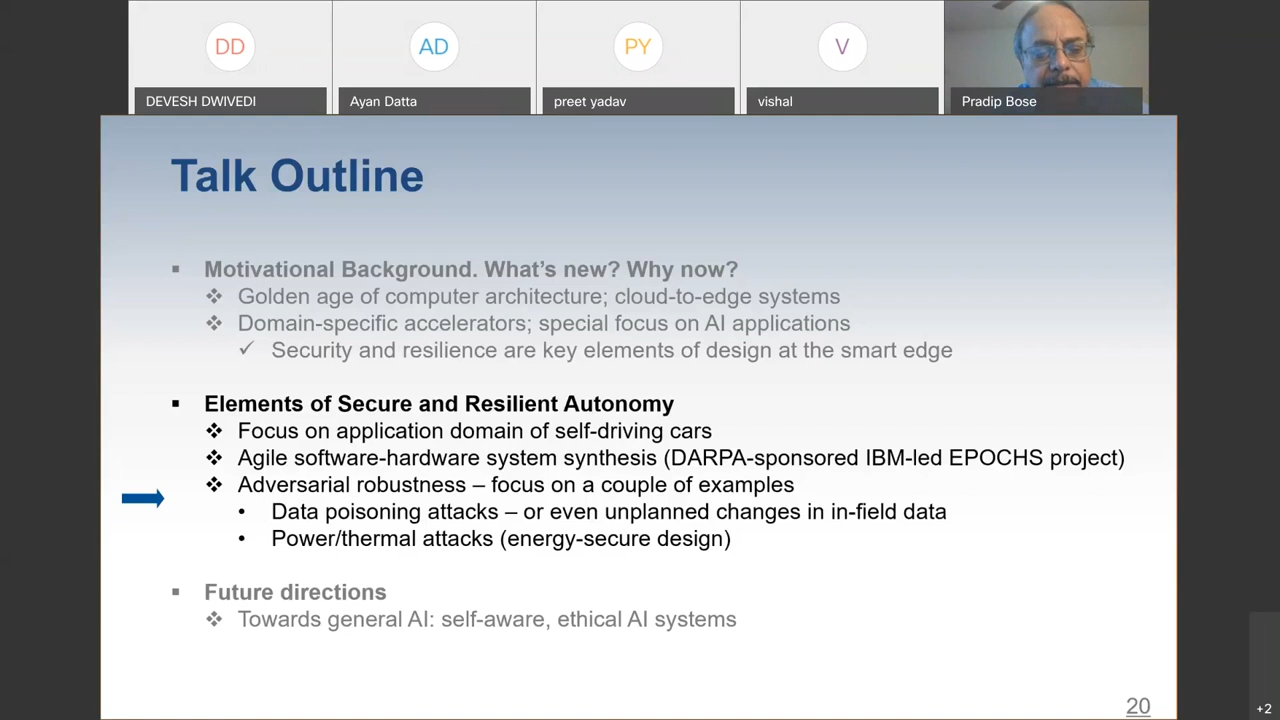 DD
AD
PY
V
DEVESH DWIVEDI
Ayan Datta
preet yadav
vishal
Pradip Bose
Talk Outline
Motivational Background. What's new? Why now?
Golden age of computer architecture; cloud-to-edge systems
Domain-specific accelerators; special focus on AI applications
Security and resilience are key elements of design at the smart edge
Elements of Secure and Resilient Autonomy
Focus on application domain of self-driving cars
Agile software-hardware system synthesis (DARPA-sponsored IBM-led EPOCHS project)
Adversarial robustness – focus on a couple of examples
Data poisoning attacks – or even unplanned changes in in-field data
Power/thermal attacks (energy-secure design)
Future directions
Towards general AI: self-aware, ethical AI systems
20
+2